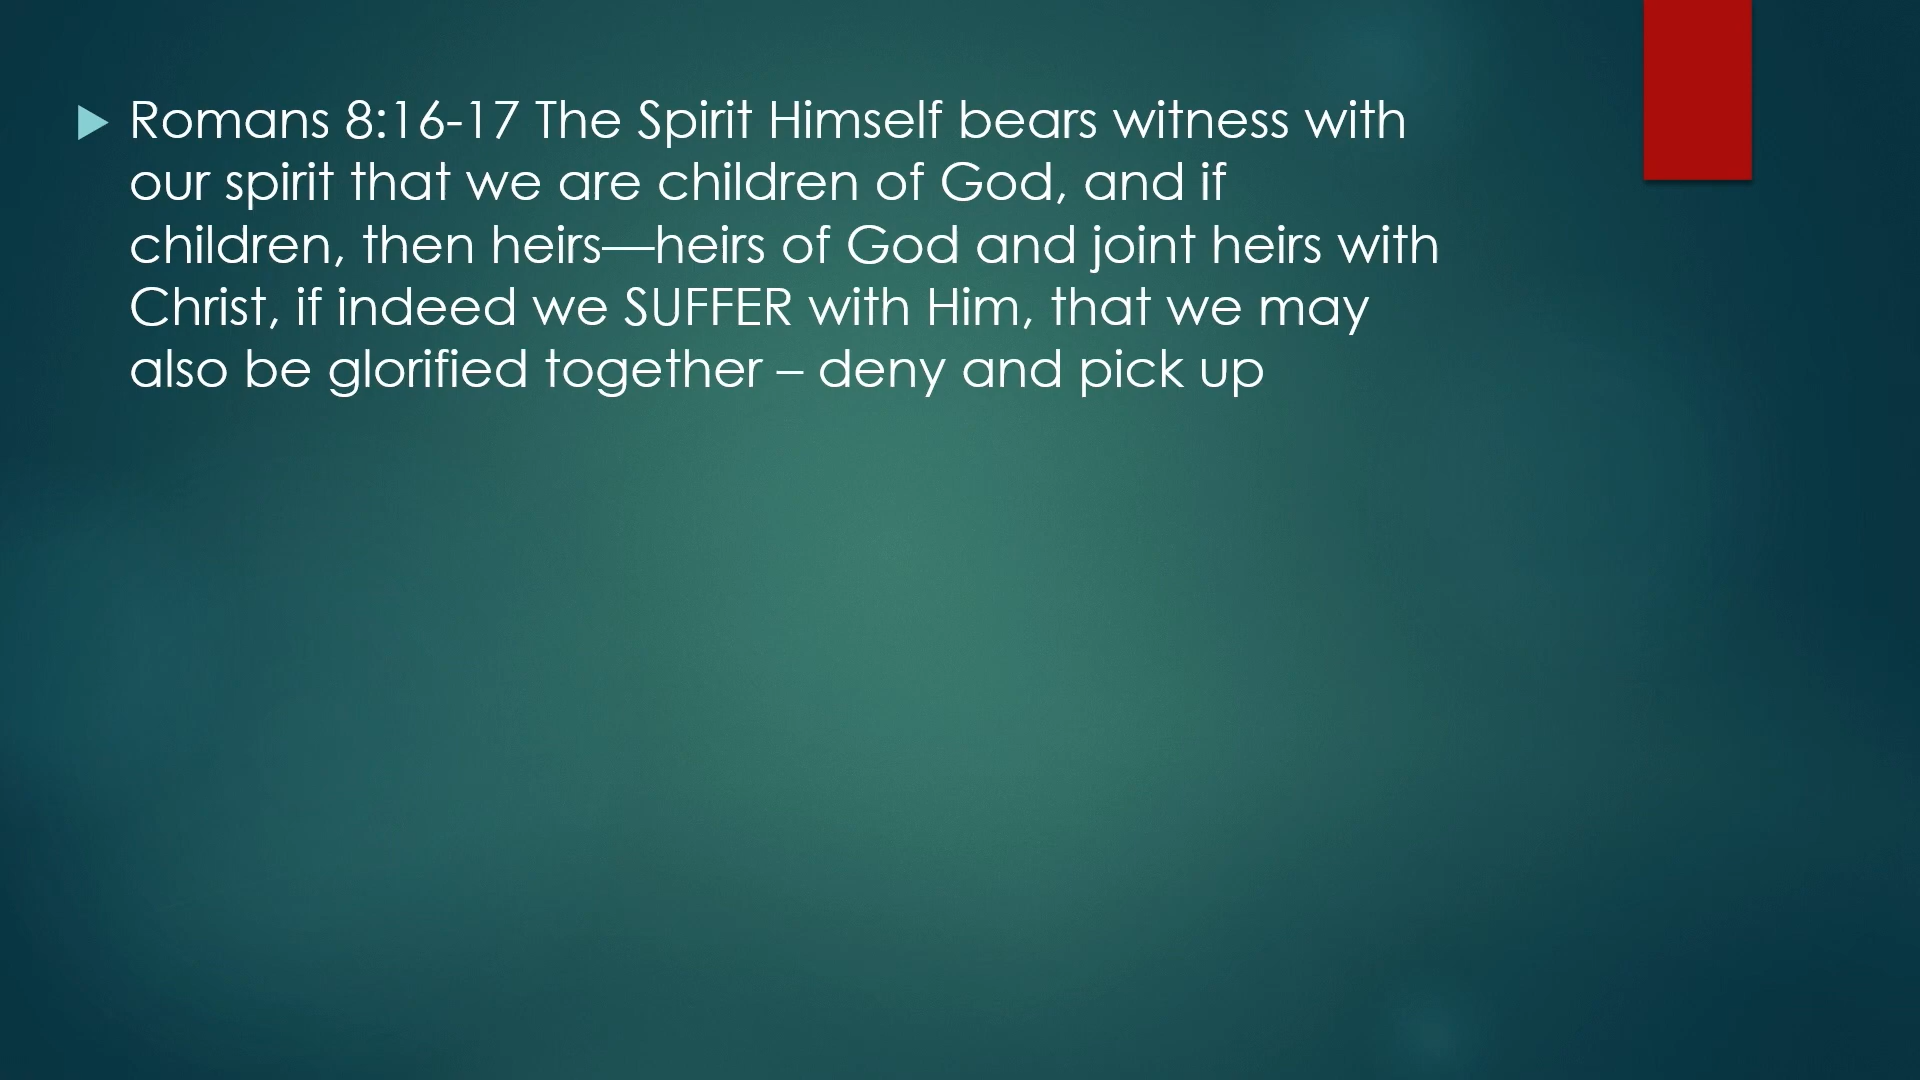 Romans 8:16-17 The Spirit Himself bears witness with
our spirit that we are children of God, and if
children, then heirs—heirs of God and joint heirs with
Christ, if indeed we SUFFER with Him, that we may
also be glorified together – deny and pick up